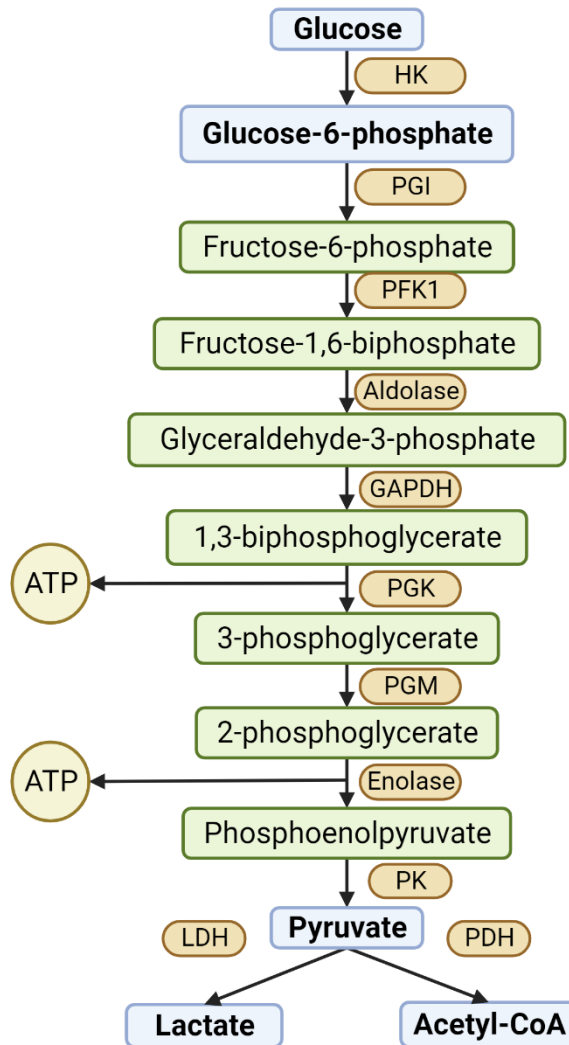 Glucose
HK
Glucose-6-phosphate
PGI
Fructose-6-phosphate
PFK1
Fructose-1,6-biphosphate
Aldolase
Glyceraldehyde-3-phosphate
GAPDH
1,3-biphosphoglycerate
ATP
PGK
3-phosphoglycerate
PGM
2-phosphoglycerate
ATP
Enolase
Phosphoenolpyruvate
PK
LDH
Pyruvate
PDH
Lactate
Acetyl-CoA